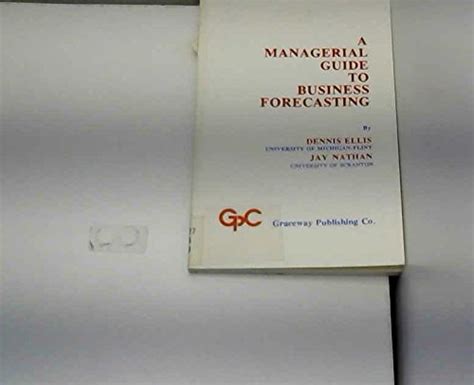 A
MANAGERIAL
GUIDE
TO
BUSINESS
FORECASTING
By
DENNIS ELLIS
UNIVERSITY OF MICHIGAN-FLINT
JAY NATHAN
UNIVERSITY OF SCRANTON
GPC Graceway Publishing Co.